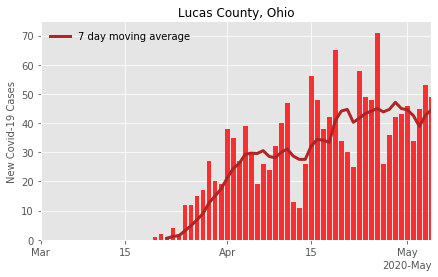 Lucas County, Ohio
7 day moving average
New Covid-19 Cases
70
60
50
40
30
20
10
0
Mar
15
Apr
15
May
2020-May